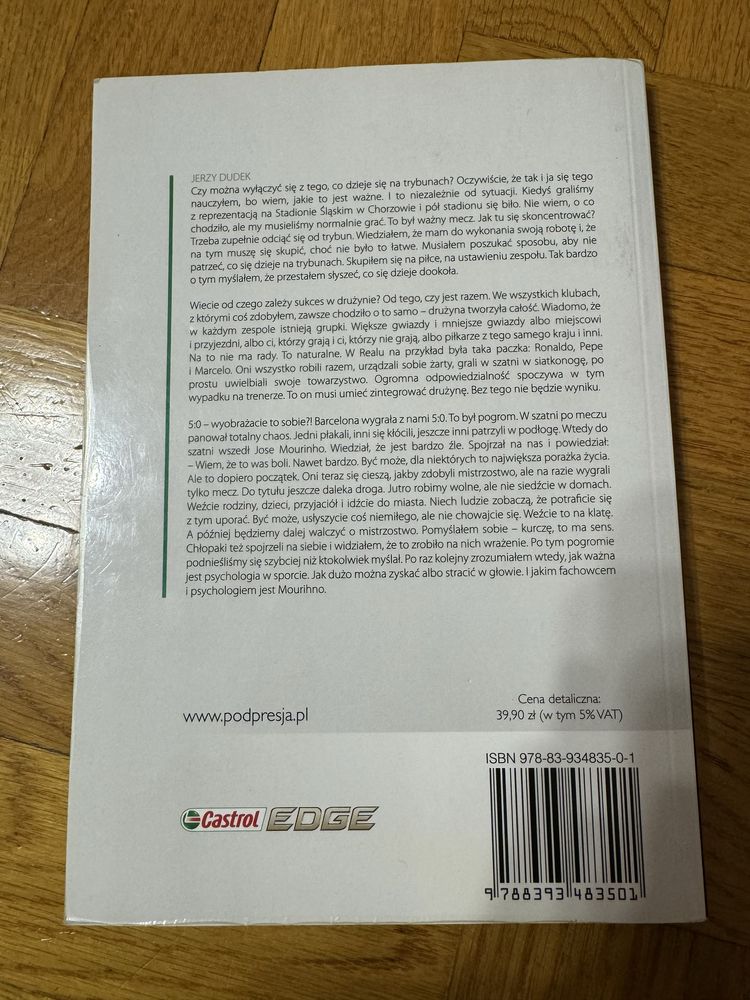 JERZY DUDEK
Czy można wyłączyć się z tego, co dzieje się na trybunach? Oczywiście, że tak i ja się tego
nauczyłem, bo wiem, jakie to jest ważne. I to niezależnie od sytuacji. Kiedyś graliśmy
z reprezentacją na Stadionie Śląskim w Chorzowie i pół stadionu się biło. Nie wiem, o co
chodziło, ale my musieliśmy normalnie grać. To był ważny mecz. Jak tu się skoncentrować?
Trzeba zupełnie odciąć się od trybun. Wiedziałem, że mam do wykonania swoją robotę i, że
na tym muszę się skupić, choć nie było to łatwe. Musiałem poszukać sposobu, aby nie
patrzeć, co się dzieje na trybunach. Skupiłem się na piłce, na ustawieniu zespołu. Tak bardzo
o tym myślałem, że przestałem słyszeć, co się dzieje dookoła.
Wiecie od czego zależy sukces w drużynie? Od tego, czy jest razem. We wszystkich klubach,
z którymi coś zdobyłem, zawsze chodziło o to samo – drużyna tworzyła całość. Wiadomo, że
w każdym zespole istnieją grupki. Większe gwiazdy i mniejsze gwiazdy albo miejscowi
i przyjezdni, albo ci, którzy grają i ci, którzy nie grają, albo piłkarze z tego samego kraju i inni.
Na to nie ma rady. To naturalne. W Realu na przykład była taka paczka: Ronaldo, Pepe
i Marcelo. Oni wszystko robili razem, urządzali sobie żarty, grali w szatni w siatkonogę, po
prostu uwielbiali swoje towarzystwo. Ogromna odpowiedzialność spoczywa w tym
wypadku na trenerze. To on musi umieć zintegrować drużynę. Bez tego nie będzie wyniku.
5:0 – wyobrażacie to sobie?! Barcelona wygrała z nami 5:0. To był pogrom. W szatni po meczu
panował totalny chaos. Jedni płakali, inni się kłócili, jeszcze inni patrzyli w podłogę. Wtedy do
szatni wszedł Jose Mourinho. Wiedział, że jest bardzo źle. Spojrzał na nas i powiedział:
– Wiem, że to was boli. Nawet bardzo. Być może, dla niektórych to największa porażka życia.
Ale to dopiero początek. Oni teraz się cieszą, jakby zdobyli mistrzostwo, ale na razie wygrali
tylko mecz. Do tytułu jeszcze daleka droga. Jutro robimy wolne, ale nie siedźcie w domach.
Weźcie rodziny, dzieci, przyjaciół i idźcie do miasta. Niech ludzie zobaczą, że potraficie się
z tym uporać. Być może, usłyszycie coś niemiłego, ale nie chowajcie się. Weźcie to na klatę.
A później będziemy dalej walczyć o mistrzostwo. Pomyślałem sobie – kurczę, to ma sens.
Chłopaki też spojrzeli na siebie i widziałem, że to zrobiło na nich wrażenie. Po tym pogromie
podnieśliśmy się szybciej niż ktokolwiek myślał. Po raz kolejny zrozumiałem wtedy, jak ważna
jest psychologia w sporcie. Jak dużo można zyskać albo stracić w głowie. I jakim fachowcem
i psychologiem jest Mourihno.
www.podpresja.pl
Cena detaliczna:
39,90 zł (w tym 5% VAT)
ISBN 978-83-934835-0-1
Castrol EDGE
9 788393 483501